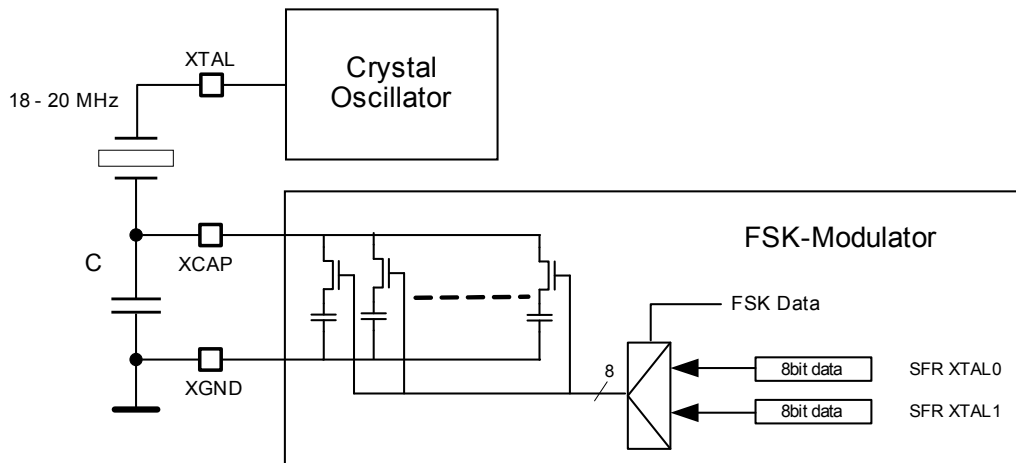 XTAL
Crystal
Oscillator
18 - 20 MHz
FSK-Modulator
C
XCAP
FSK Data
8
8bit data
SFR XTAL0
XGND
8bit data
SFR XTAL1